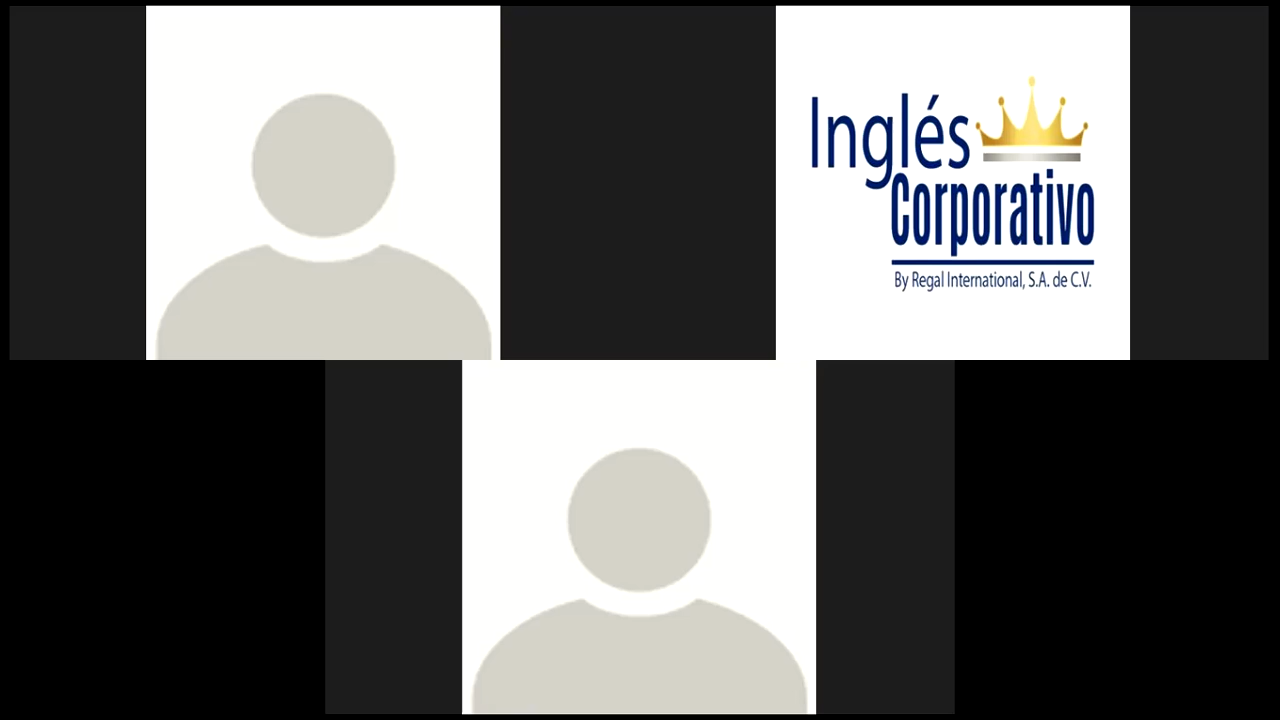 Inglés
Corporativo
By Regal International, S.A. de C.V.